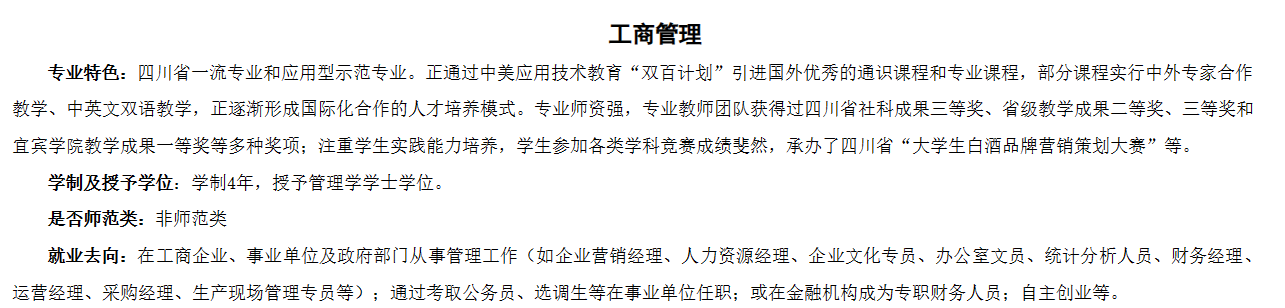 工商管理
专业特色：四川省一流专业和应用型示范专业。正通过中美应用技术教育“双百计划”引进国外优秀的通识课程和专业课程，部分课程实行中外专家合作
教学、中英文双语教学，正逐渐形成国际化合作的人才培养模式。专业师资强，专业教师团队获得过四川省社科成果三等奖、省级教学成果二等奖、三等奖和
宜宾学院教学成果一等奖等多种奖项；注重学生实践能力培养，学生参加各类学科竞赛成绩斐然，承办了四川省“大学生白酒品牌营销策划大赛”等。
学制及授予学位：学制4年，授予管理学学士学位。
是否师范类：非师范类
就业去向：在工商企业、事业单位及政府部门从事管理工作（如企业营销经理、人力资源经理、企业文化专员、办公室文员、统计分析人员、财务经理、
运营经理、采购经理、生产现场管理专员等）；通过考取公务员、选调生等在事业单位任职；或在金融机构成为专职财务人员；自主创业等。